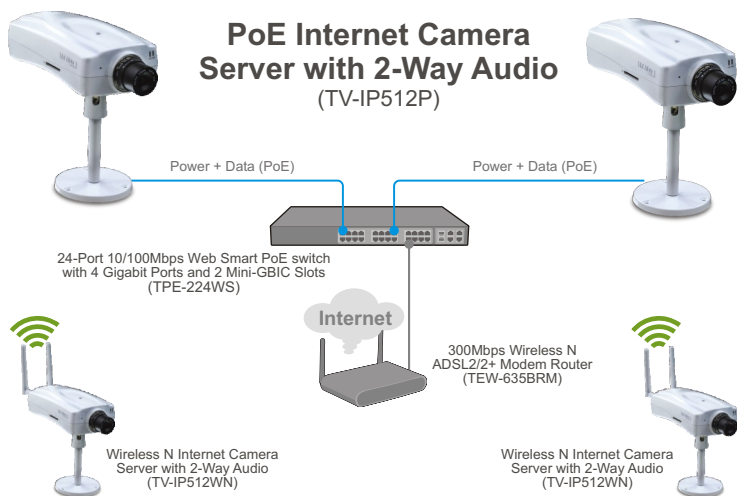 PoE Internet Camera
Server with 2-Way Audio
(TV-IP512P)
Power + Data (PoE)
Power + Data (PoE)
24-Port 10/100Mbps Web Smart PoE switch
with 4 Gigabit Ports and 2 Mini-GBIC Slots
(TPE-224WS)
Internet
300Mbps Wireless N
ADSL2/2+ Modem Router
(TEW-635BRM)
Wireless N Internet Camera
Server with 2-Way Audio
(TV-IP512WN)
Wireless N Internet Camera
Server with 2-Way Audio
(TV-IP512WN)